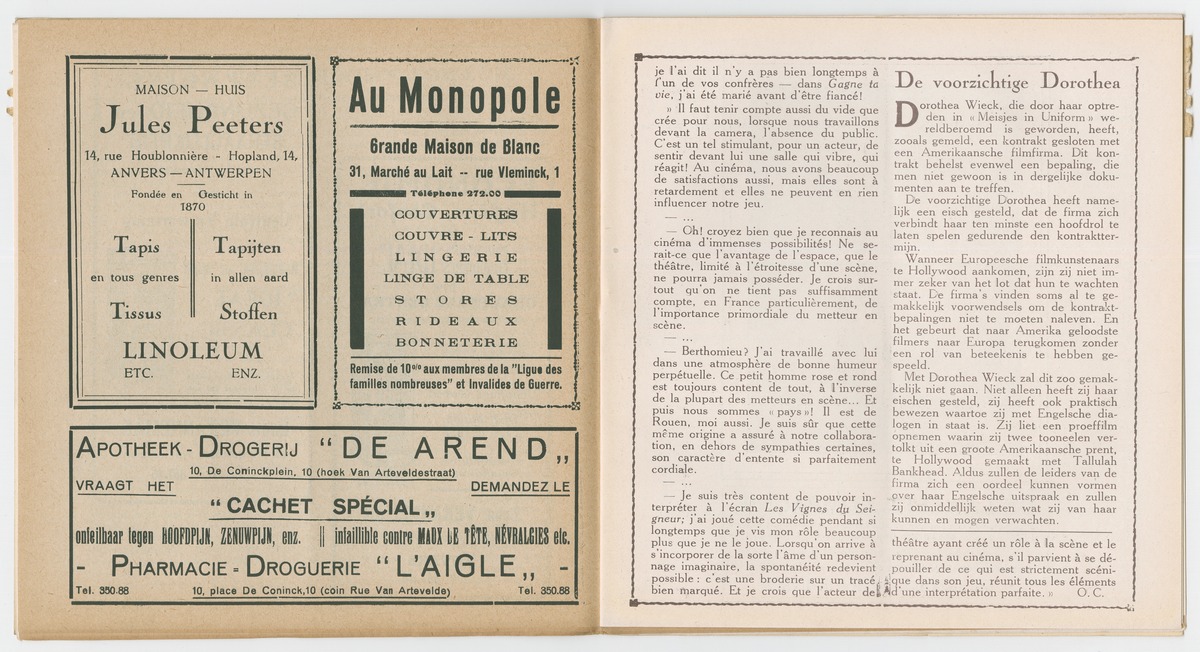 MAISON — HUIS
Jules Peeters
14, rue Houblonnière - Hopland, 14,
ANVERS — ANTWERPEN
Fondée en Gesticht in
1870
Tapis Tapijten
en tous genres in allen aard
Tissus Stoffen
LINOLEUM
ETC. ENZ.
Au Monopole
Grande Maison de Blanc
31, Marché au Lait -- rue Vleminck, 1
Téléphone 272.00
COUVERTURES
COUVRE - LITS
LINGERIE
LINGE DE TABLE
STORES
RIDEAUX
BONNETERIE
Remise de 10% aux membres de la "Ligue des
familles nombreuses" et Invalides de Guerre.
APOTHEEK - DROGERIJ “DE AREND„
10, De Coninckplein, 10 (hoek Van Arteveldestraat)
VRAAGT HET DEMANDEZ LE
“CACHET SPÉCIAL„
onfeilbaar tegen HOOFDPIJN, ZENUWPIJN, enz. || infaillible contre MAUX DE TÊTE, NÉVRALGIES etc.
- PHARMACIE - DROGUERIE “L'AIGLE„ -
Tel. 350.88 10, place De Coninck,10 (coin Rue Van Artevelde) Tel. 350.88
je l'ai dit il n'y a pas bien longtemps à
l'un de vos confrères — dans Gagne ta
vie, j'ai été marié avant d'être fiancé!
» Il faut tenir compte aussi du vide que
crée pour nous, lorsque nous travaillons
devant la camera, l'absence du public.
C'est un tel stimulant, pour un acteur, de
sentir devant lui une salle qui vibre, qui
réagit! Au cinéma, nous avons beaucoup
de satisfactions aussi, mais elles sont à
retardement et elles ne peuvent en rien
influencer notre jeu.
— ...
— Oh! croyez bien que je reconnais au
cinéma d'immenses possibilités! Ne se-
rait-ce que l'avantage de l'espace, que le
théâtre, limité à l'étroitesse d'une scène,
ne pourra jamais posséder. Je crois sur-
tout qu'on ne tient pas suffisamment
compte, en France particulièrement, de
l'importance primordiale du metteur en
scène.
— ...
— Berthomieu? J'ai travaillé avec lui
dans une atmosphère de bonne humeur
perpétuelle. Ce petit homme rose et rond
est toujours content de tout, à l'inverse
de la plupart des metteurs en scène... Et
puis nous sommes « pays »! Il est de
Rouen, moi aussi. Je suis sûr que cette
même origine a assuré à notre collabora-
tion, en dehors de sympathies certaines,
son caractère d'entente si parfaitement
cordiale.
— ...
— Je suis très content de pouvoir in-
terpréter à l'écran Les Vignes du Sei-
gneur; j'ai joué cette comédie pendant si
longtemps que je vis mon rôle beaucoup
plus que je ne le joue. Lorsqu'on arrive à
s'incorporer de la sorte l'âme d'un person-
nage imaginaire, la spontanéité redevient
possible : c'est une broderie sur un tracé
bien marqué. Et je crois que l'acteur de
De voorzichtige Dorothea
Dorothea Wieck, die door haar optre-
den in « Meisjes in Uniform » we-
reldberoemd is geworden, heeft,
zooals gemeld, een kontrakt gesloten met
een Amerikaansche filmfirma. Dit kon-
trakt behelst evenwel een bepaling, die
men niet gewoon is in dergelijke doku-
menten aan te treffen.
De voorzichtige Dorothea heeft name-
lijk een eisch gesteld, dat de firma zich
verbindt haar ten minste een hoofdrol te
laten spelen gedurende den kontraktter-
mijn.
Wanneer Europeesche filmkunstenaars
te Hollywood aankomen, zijn zij niet im-
mer zeker van het lot dat hun te wachten
staat. De firma's vinden soms al te ge-
makkelijk voorwendsels om de kontrakt-
bepalingen niet te moeten naleven. En
het gebeurt dat naar Amerika geloodste
filmers naar Europa terugkomen zonder
een rol van beteekenis te hebben ge-
speeld.
Met Dorothea Wieck zal dit zoo gemak-
kelijk niet gaan. Niet alleen heeft zij haar
eischen gesteld, zij heeft ook praktisch
bewezen waartoe zij met Engelsche dia-
logen in staat is. Zij liet een proeffilm
opnemen waarin zij twee tooneelen ver-
tolkt uit een groote Amerikaansche prent,
te Hollywood gemaakt met Tallulah
Bankhead. Aldus zullen de leiders van de
firma zich een oordeel kunnen vormen
over haar Engelsche uitspraak en zullen
zij onmiddellijk weten wat zij van haar
kunnen en mogen verwachten.
théâtre ayant créé un rôle à la scène et le
reprenant au cinéma, s'il parvient à se dé-
pouiller de ce qui est strictement scéni-
que dans son jeu, réunit tous les éléments
d'une interprétation parfaite. » O. C.